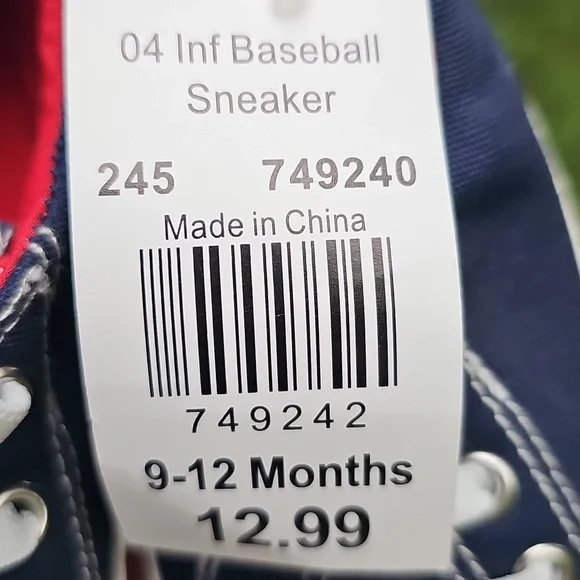 04 Inf Baseball
Sneaker
245 749240
Made in China
749242
9-12 Months
12.99